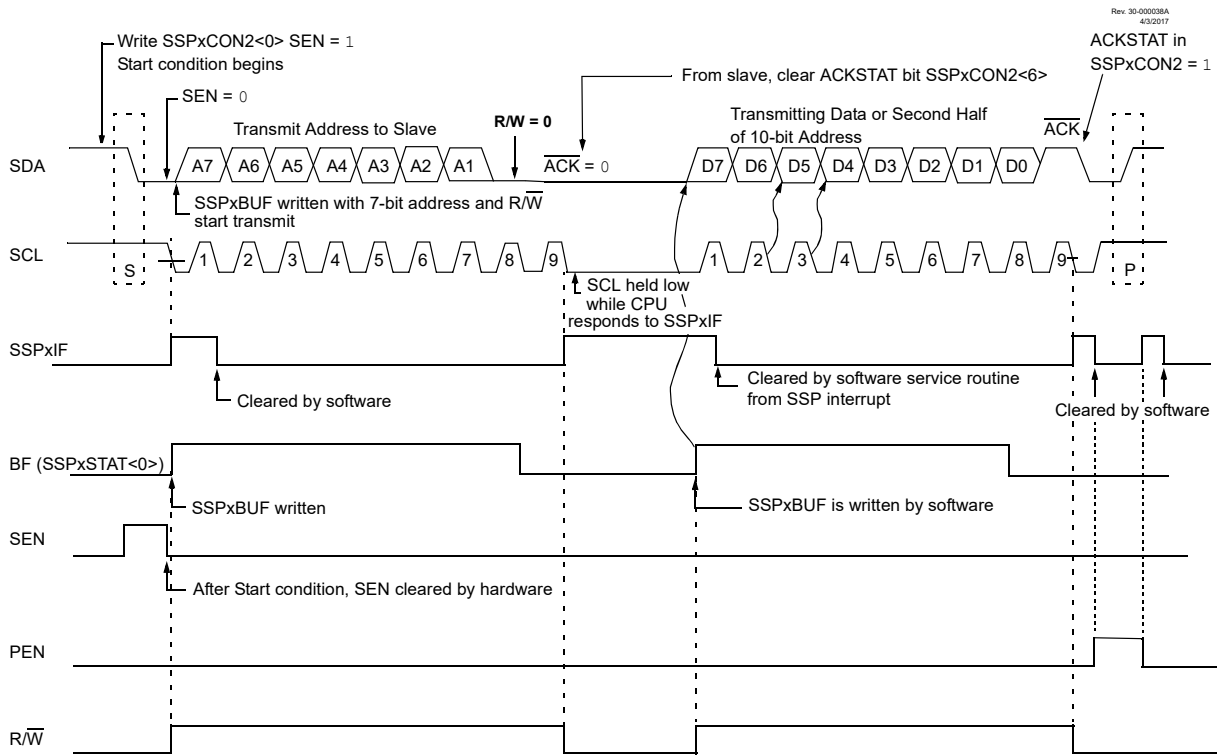 Rev. 30-000038A
4/3/2017
Write SSPxCON2<0> SEN = 1
Start condition begins
ACKSTAT in
SSPxCON2 = 1
From slave, clear ACKSTAT bit SSPxCON2<6>
SEN = 0
Transmit Address to Slave
R/W = 0
Transmitting Data or Second Half
of 10-bit Address
ACK
SDA
A7 A6 A5 A4 A3 A2 A1
ACK = 0
D7 D6 D5 D4 D3 D2 D1 D0
SSPxBUF written with 7-bit address and R/W
start transmit
SCL
S
1 2 3 4 5 6 7 8 9
1 2 3 4 5 6 7 8 9
P
SCL held low
while CPU
responds to SSPxIF
SSPxIF
Cleared by software
Cleared by software service routine
from SSP interrupt
Cleared by software
BF (SSPxSTAT<0>)
SSPxBUF written
SSPxBUF is written by software
SEN
After Start condition, SEN cleared by hardware
PEN
R/W